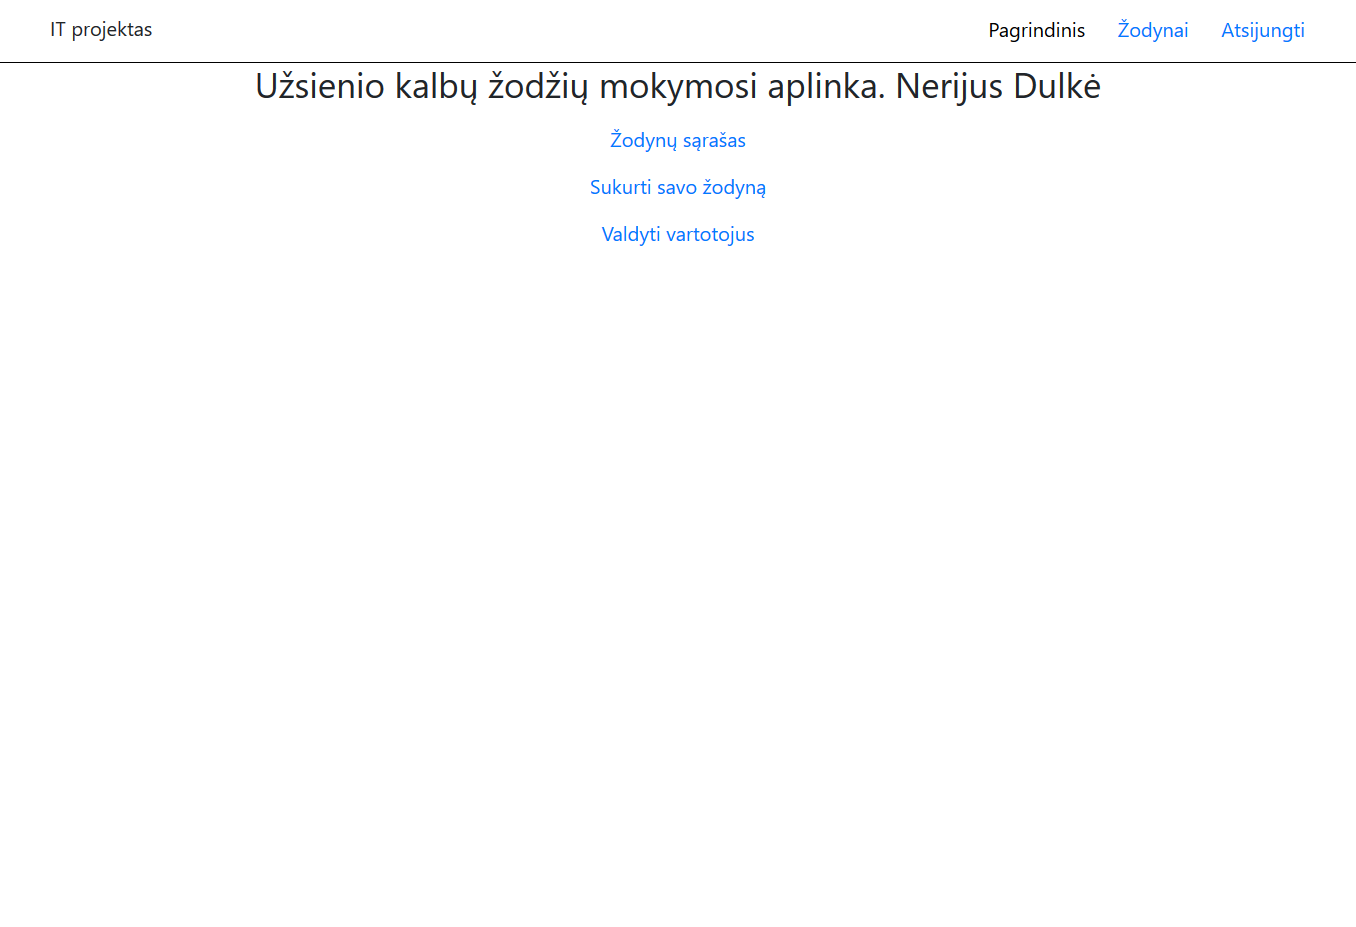 IT projektas
Pagrindinis Žodynai Atsijungti
Užsienio kalbų žodžių mokymosi aplinka. Nerijus Dulkė
Žodynų sąrašas
Sukurti savo žodyną
Valdyti vartotojus